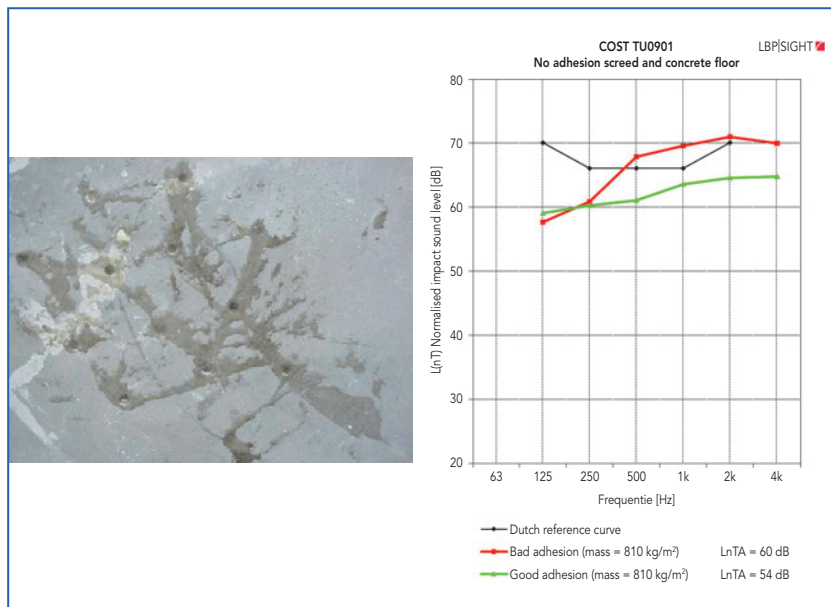 COST TU0901
No adhesion screed and concrete floor
LBP|SIGHT
L(nT) Normalised impact sound level [dB]
80
70
60
50
40
30
20
63 125 250 500 1k 2k 4k
Frequentie [Hz]
Dutch reference curve
Bad adhesion (mass = 810 kg/m²) LnTA = 60 dB
Good adhesion (mass = 810 kg/m²) LnTA = 54 dB